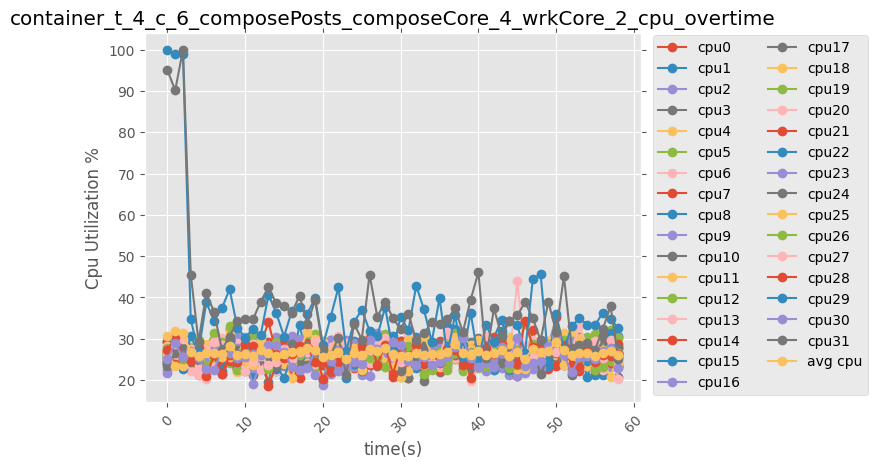 container_t_4_c_6_composePosts_composeCore_4_wrkCore_2_cpu_overtime
Cpu Utilization %
100
90
80
70
60
50
40
30
20
0
10
20
30
40
50
60
time(s)
cpu0
cpu1
cpu2
cpu3
cpu4
cpu5
cpu6
cpu7
cpu8
cpu9
cpu10
cpu11
cpu12
cpu13
cpu14
cpu15
cpu16
cpu17
cpu18
cpu19
cpu20
cpu21
cpu22
cpu23
cpu24
cpu25
cpu26
cpu27
cpu28
cpu29
cpu30
cpu31
avg cpu